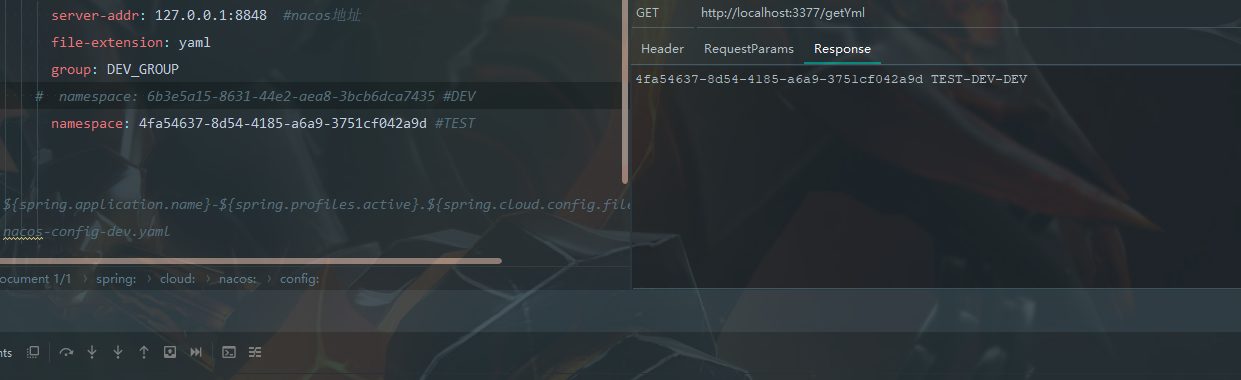 server-addr: 127.0.0.1:8848  #nacos地址
file-extension: yaml
group: DEV_GROUP
#  namespace: 6b3e5a15-8631-44e2-aea8-3bcb6dca7435 #DEV
namespace: 4fa54637-8d54-4185-a6a9-3751cf042a9d #TEST
${spring.application.name}-${spring.profiles.active}.${spring.cloud.config.file
nacos-config-dev.yaml
ocument 1/1 › spring: › cloud: › nacos: › config:
nts
GET http://localhost:3377/getYml
Header RequestParams Response
4fa54637-8d54-4185-a6a9-3751cf042a9d TEST-DEV-DEV